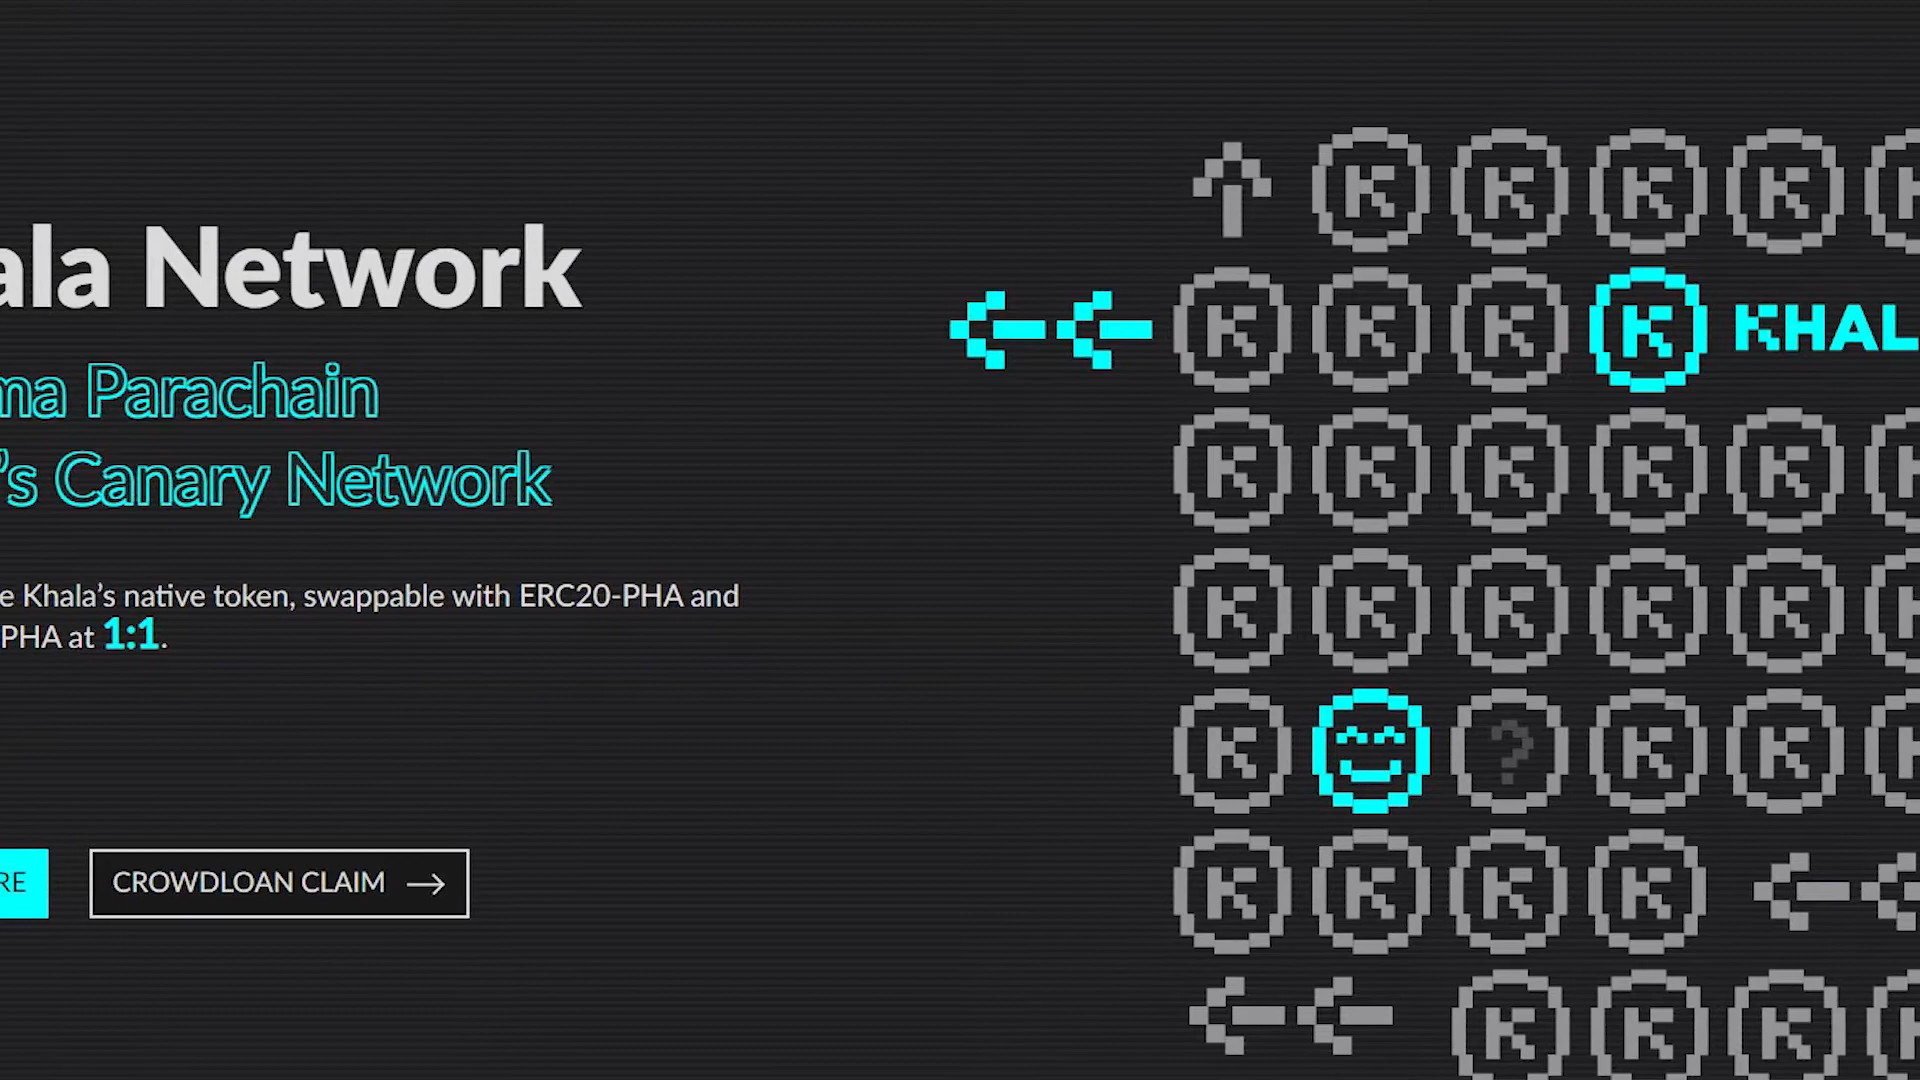 ala Network
ma Parachain
's Canary Network
e Khala's native token, swappable with ERC20-PHA and
PHA at 1:1.
RE
CROWDLOAN CLAIM
K K K K
K K K K KHAL
K K K K K
K K K K K
K ? K K
K K K K
K K K